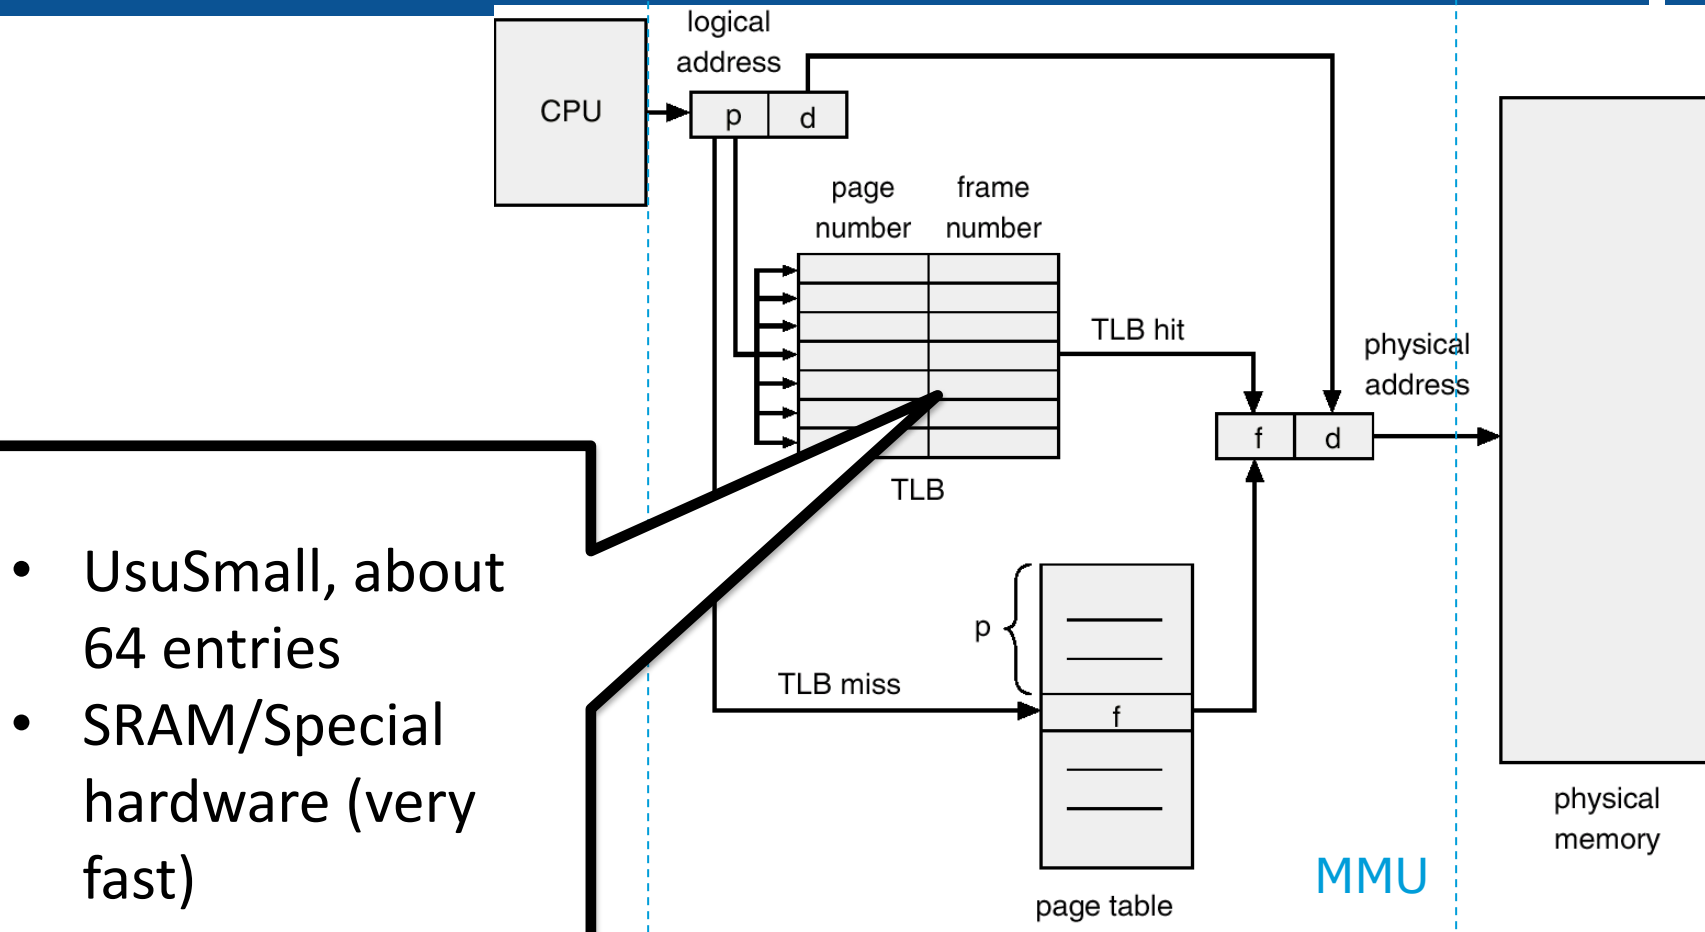 logical
address
CPU
p
d
page
number
frame
number
TLB hit
physical
address
f
d
TLB
• UsuSmall, about
64 entries
• SRAM/Special
hardware (very
fast)
p
TLB miss
f
physical
memory
MMU
page table